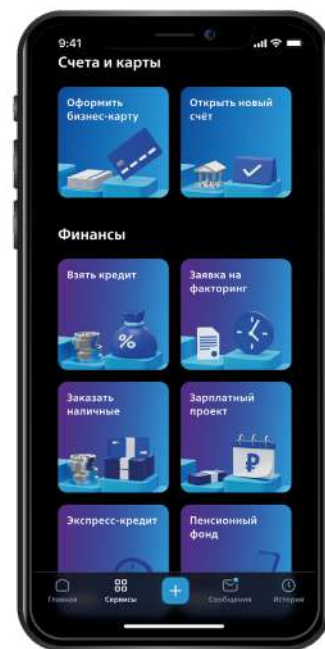 9:41
Счета и карты
Оформить
бизнес-карту
Открыть новый
счёт
Финансы
Взять кредит
%
Заявка на
факторинг
Заказать
наличные
Зарплатный
проект
₽
Экспресс-кредит
Пенсионный
фонд
Главная
Сервисы
Сообщения
История